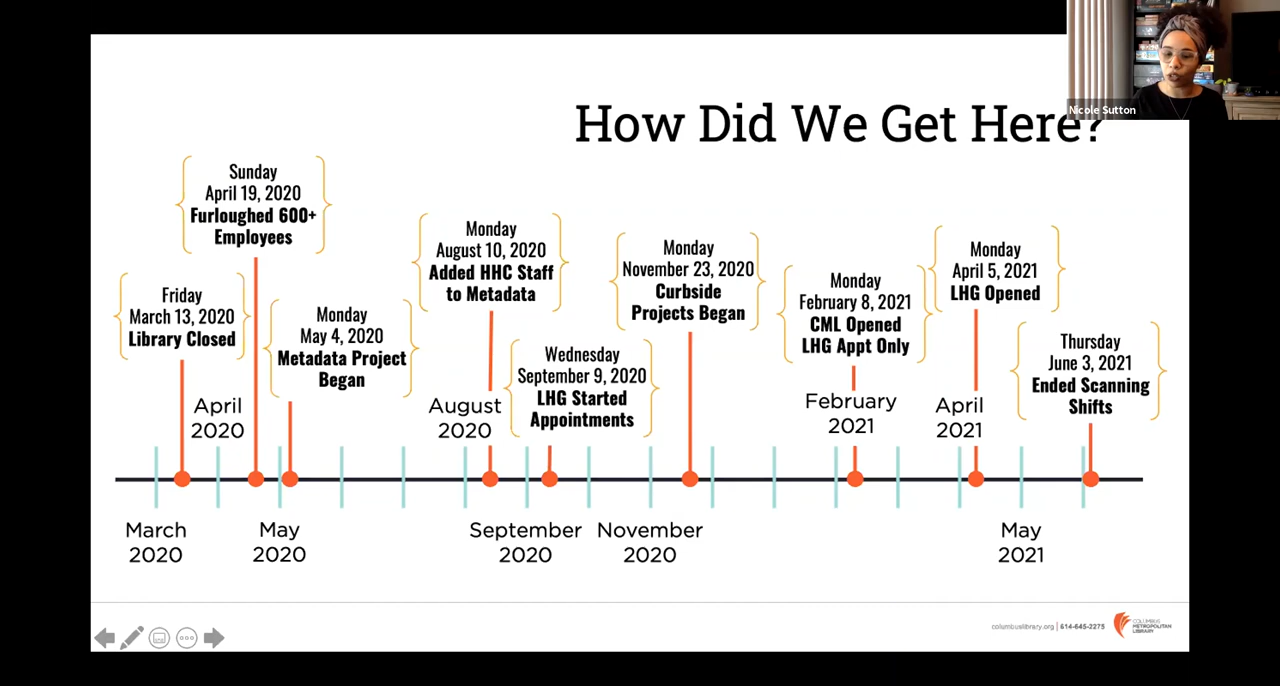 Nicole Sutton
How Did We Get Here?
Sunday
April 19, 2020
Furloughed 600+
Employees
Friday
March 13, 2020
Library Closed
Monday
May 4, 2020
Metadata Project
Began
Monday
August 10, 2020
Added HHC Staff
to Metadata
Wednesday
September 9, 2020
LHG Started
Appointments
Monday
November 23, 2020
Curbside
Projects Began
Monday
February 8, 2021
CML Opened
LHG Appt Only
Monday
April 5, 2021
LHG Opened
Thursday
June 3, 2021
Ended Scanning
Shifts
April
2020
August
2020
February
2021
April
2021
March
2020
May
2020
September
2020
November
2020
May
2021
columbuslibrary.org | 614-645-2275
COLUMBUS
METROPOLITAN
LIBRARY